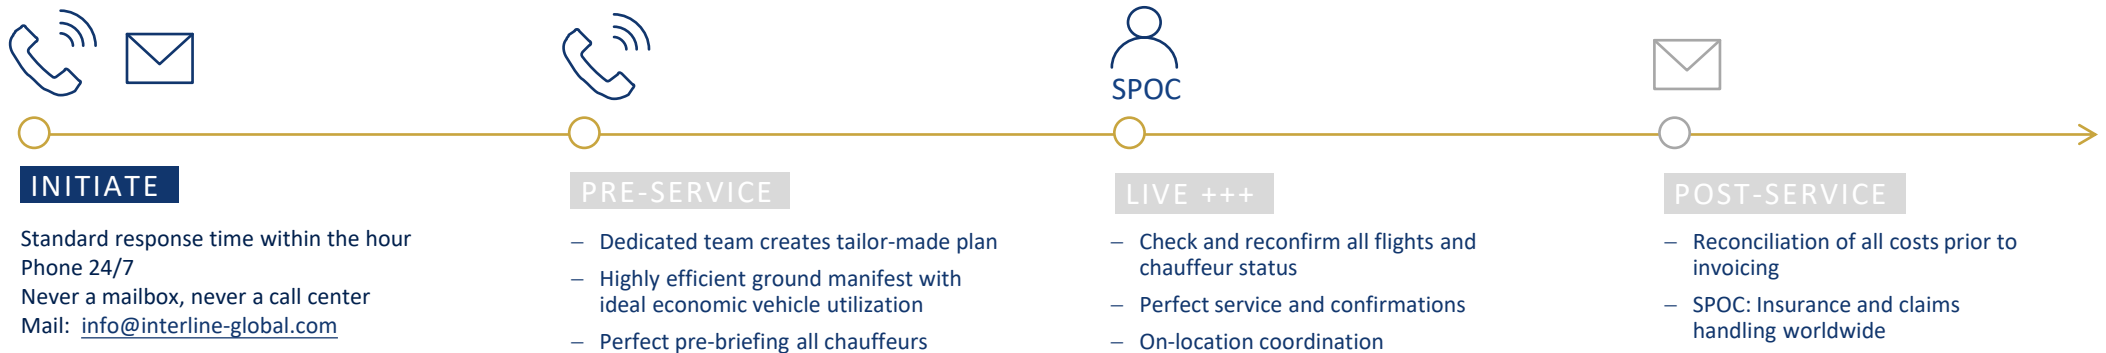 INITIATE
Standard response time within the hour
Phone 24/7
Never a mailbox, never a call center
Mail: info@interline-global.com
PRE-SERVICE
– Dedicated team creates tailor-made plan
– Highly efficient ground manifest with
ideal economic vehicle utilization
– Perfect pre-briefing all chauffeurs
SPOC
LIVE +++
– Check and reconfirm all flights and
chauffeur status
– Perfect service and confirmations
– On-location coordination
POST-SERVICE
– Reconciliation of all costs prior to
invoicing
– SPOC: Insurance and claims
handling worldwide